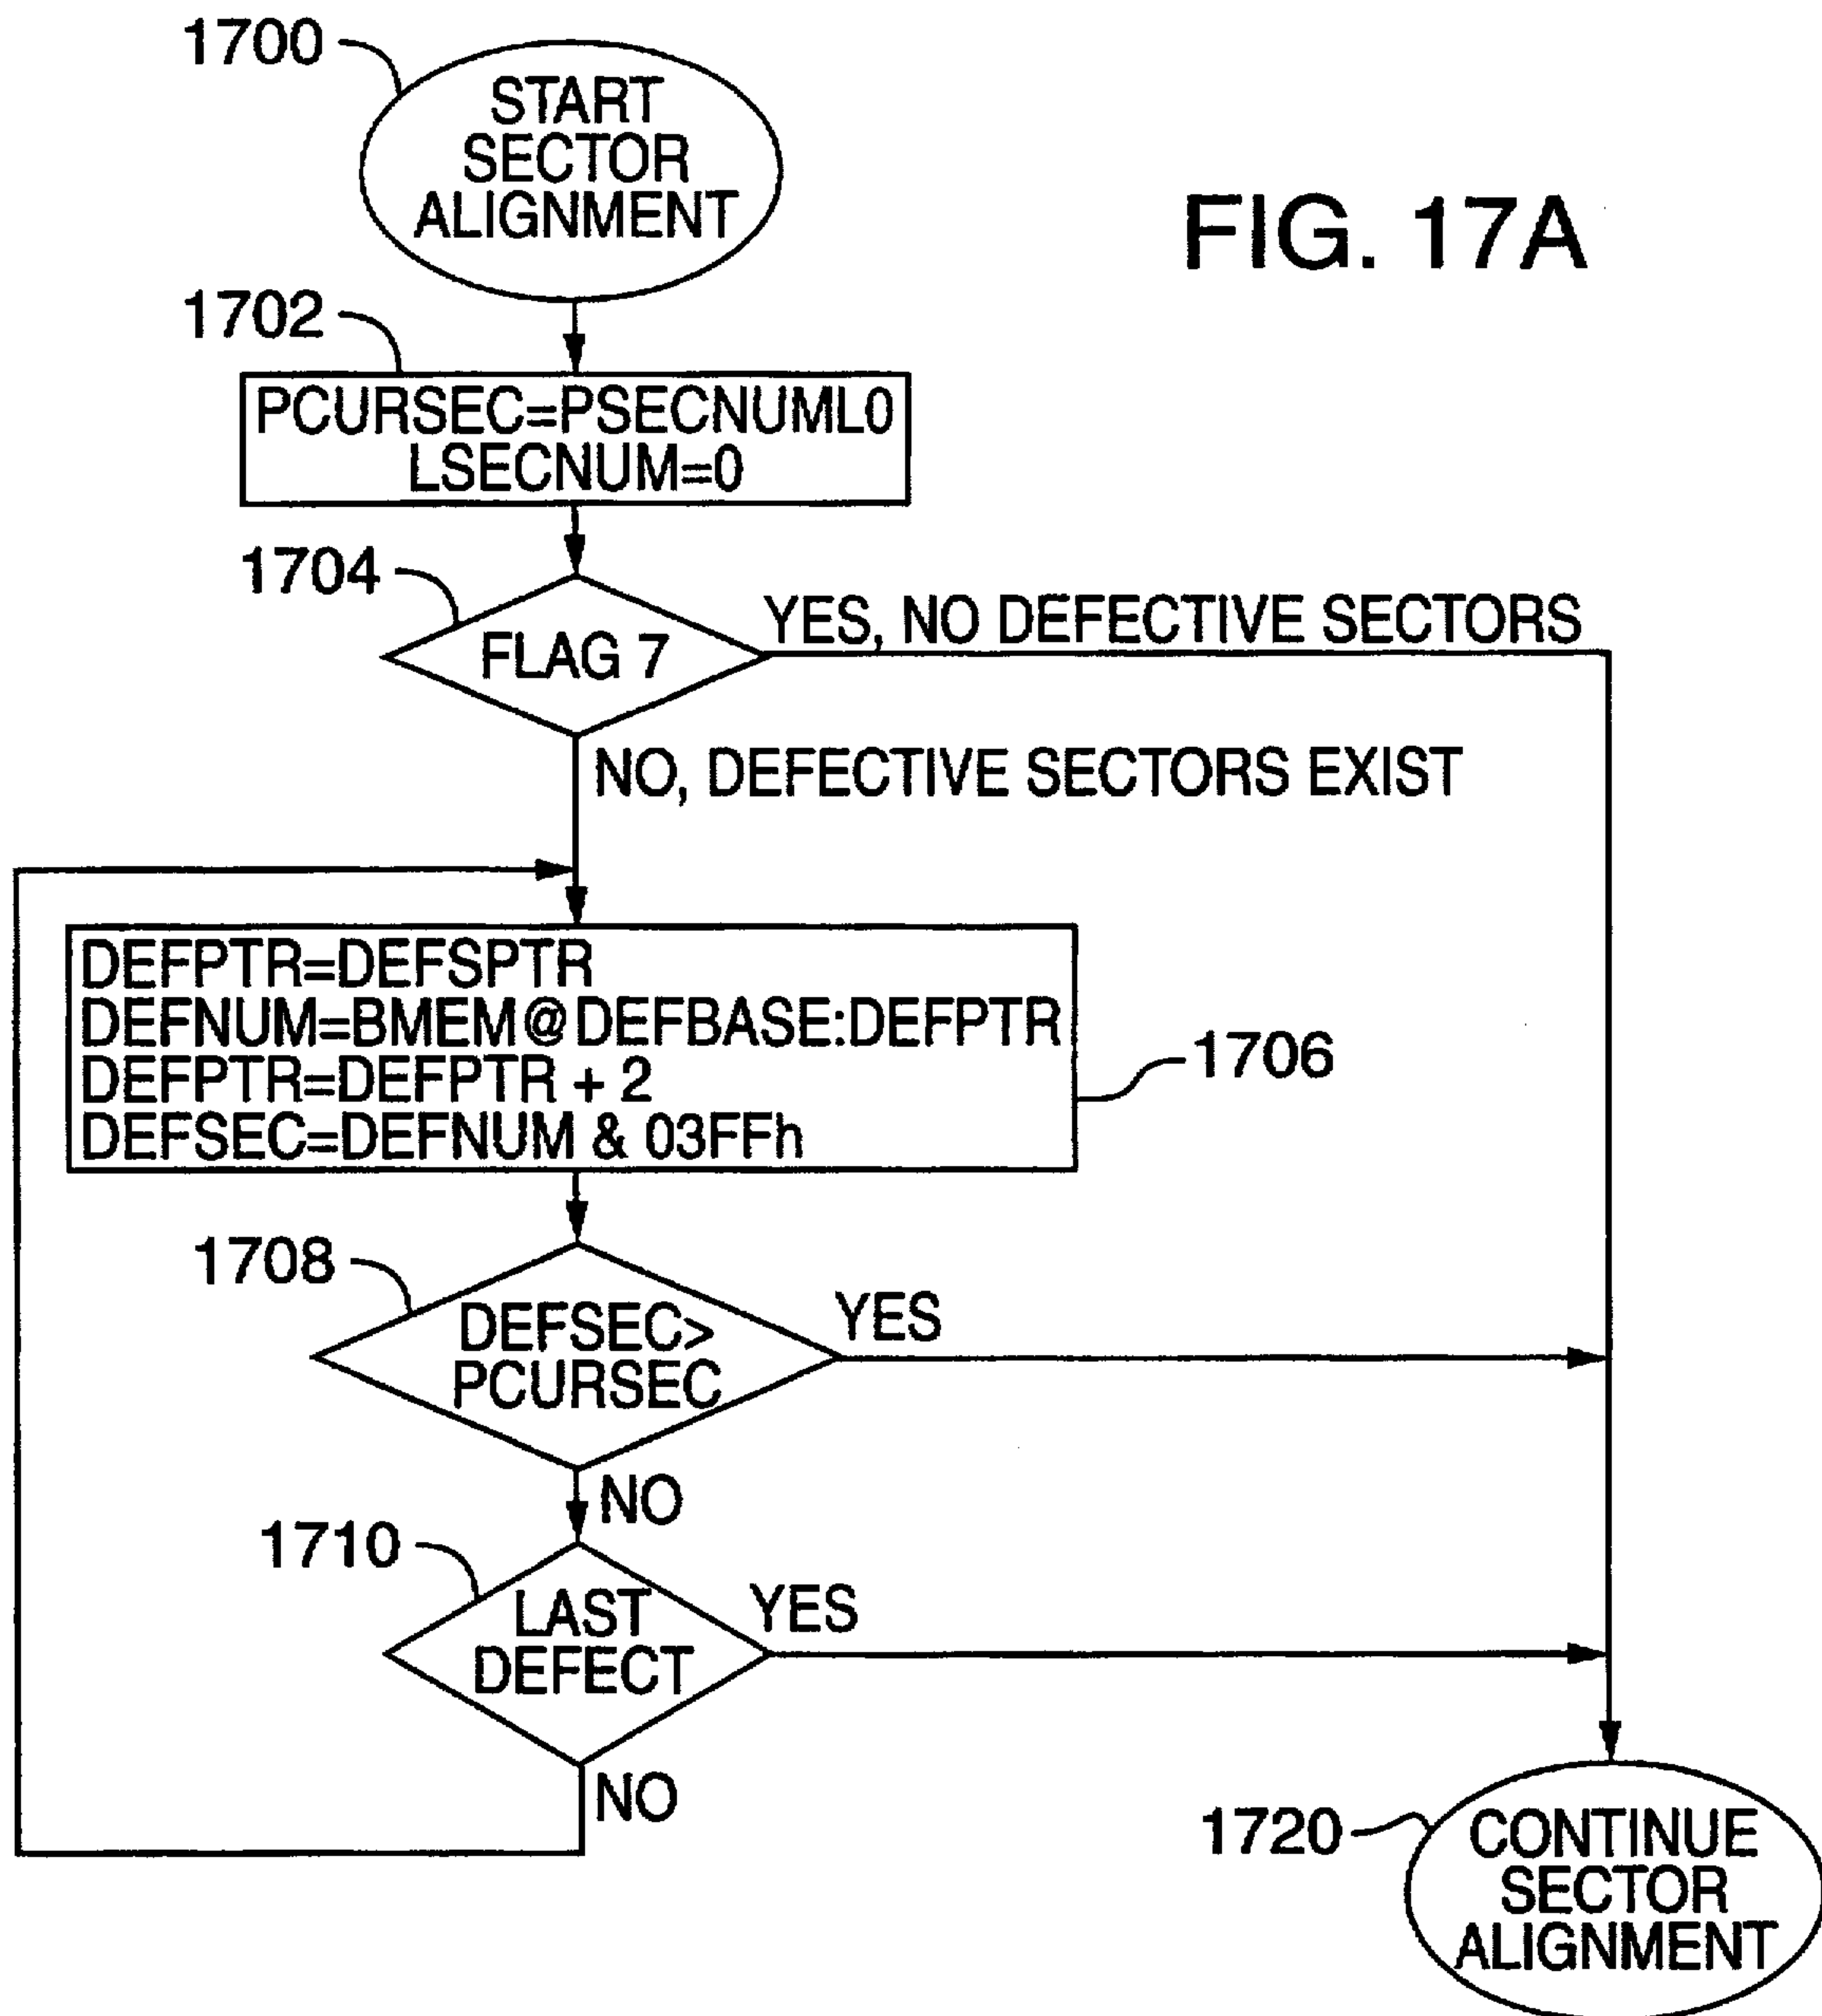 1700
START
SECTOR
ALIGNMENT
FIG. 17A
1702
PCURSEC=PSECNUML0
LSECNUM=0
1704
FLAG 7
YES, NO DEFECTIVE SECTORS
NO, DEFECTIVE SECTORS EXIST
DEFPTR=DEFSPTR
DEFNUM=BMEM@DEFBASE:DEFPTR
DEFPTR=DEFPTR + 2
DEFSEC=DEFNUM & 03FFh
1706
1708
DEFSEC>
PCURSEC
YES
NO
1710
LAST
DEFECT
YES
NO
1720
CONTINUE
SECTOR
ALIGNMENT